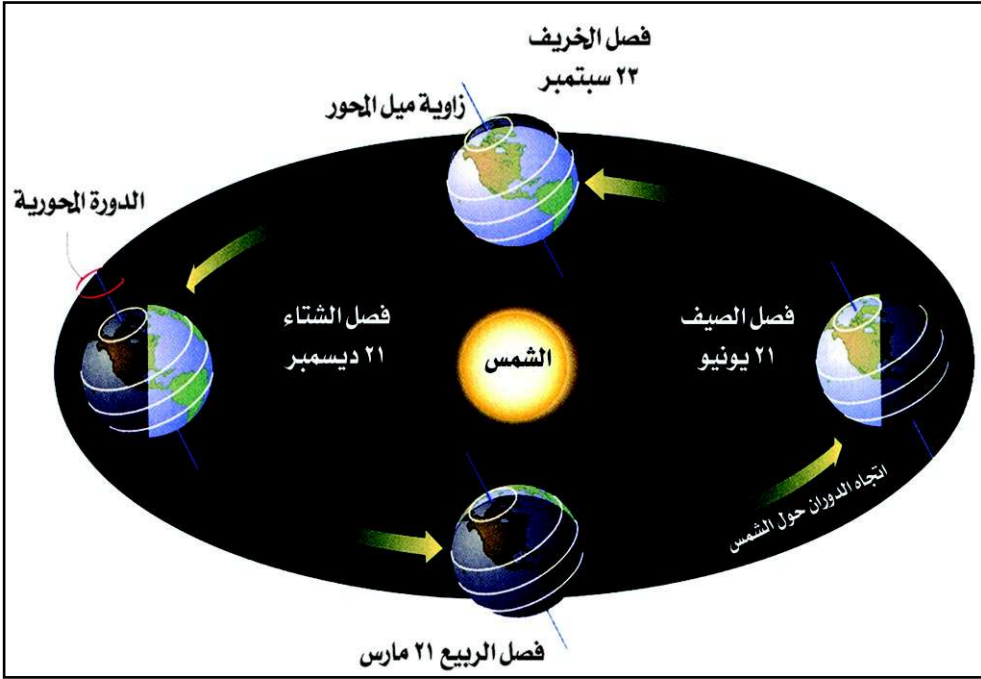 فصل الخريف
٢٣ سبتمبر
زاوية ميل المحور
الدورة المحورية
فصل الصيف
٢١ يونيو
الشمس
فصل الشتاء
٢١ ديسمبر
اتجاه الدوران حول الشمس
فصل الربيع ٢١ مارس